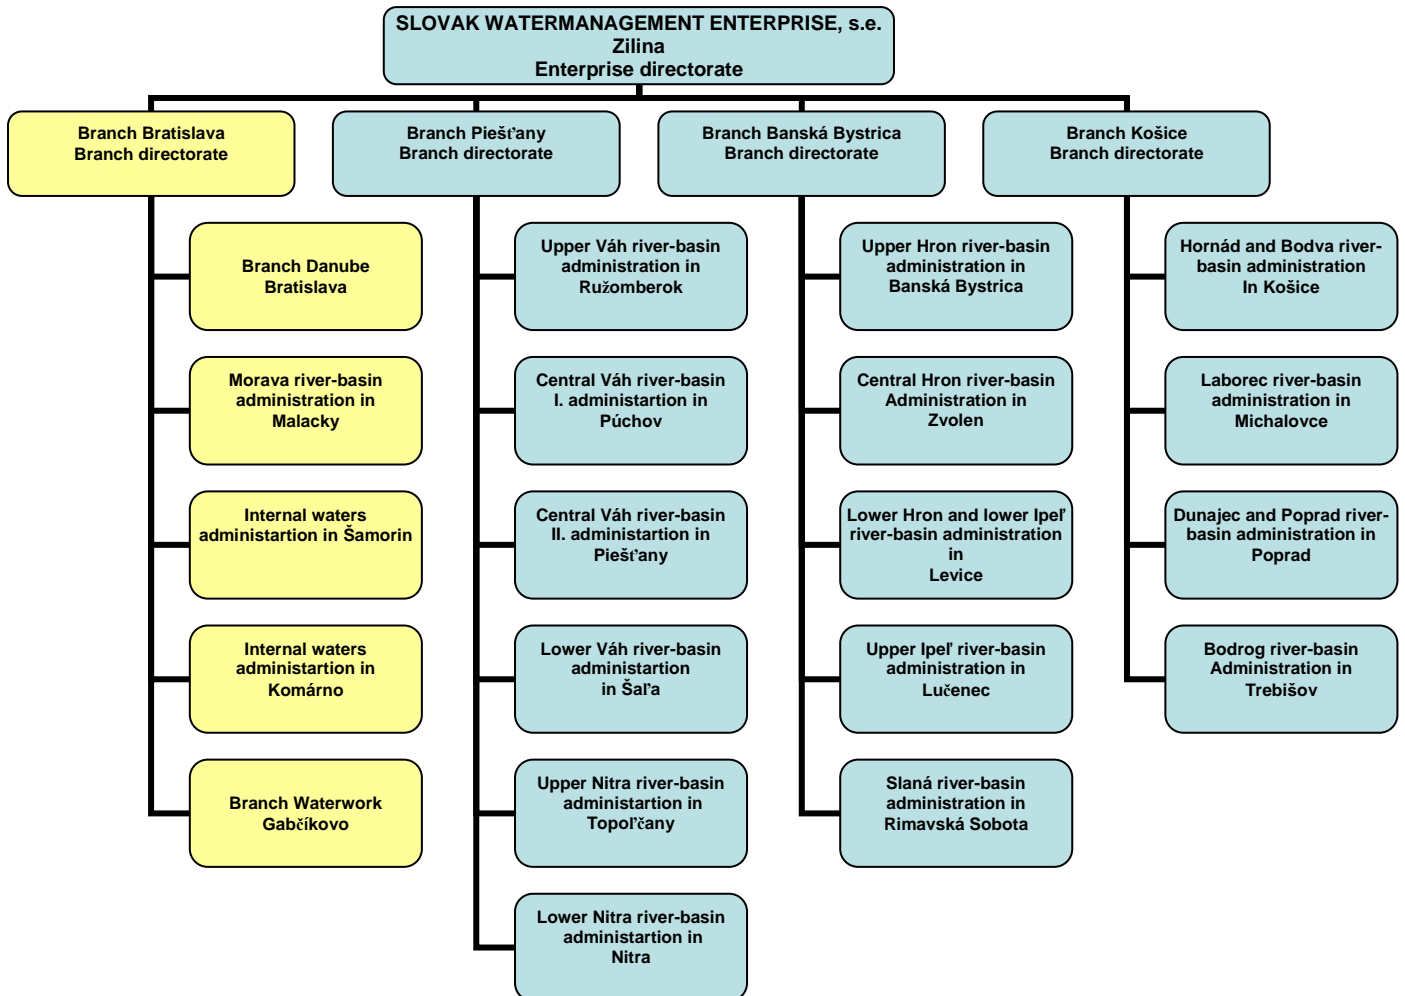 SLOVAK WATERMANAGEMENT ENTERPRISE, s.e.
Zilina
Enterprise directorate
Branch Bratislava
Branch directorate
Branch Piešťany
Branch directorate
Branch Banská Bystrica
Branch directorate
Branch Košice
Branch directorate
Branch Danube
Bratislava
Morava river-basin
administration in
Malacky
Internal waters
administartion in Šamorin
Internal waters
administartion in
Komárno
Branch Waterwork
Gabčíkovo
Upper Váh river-basin
administration in
Ružomberok
Central Váh river-basin
I. administartion in
Púchov
Central Váh river-basin
II. administartion in
Piešťany
Lower Váh river-basin
administartion
in Šaľa
Upper Nitra river-basin
administartion in
Topoľčany
Lower Nitra river-basin
administartion in
Nitra
Upper Hron river-basin
administration in
Banská Bystrica
Central Hron river-basin
Administration in
Zvolen
Lower Hron and lower Ipeľ
river-basin administration
in
Levice
Upper Ipeľ river-basin
administration in
Lučenec
Slaná river-basin
administration in
Rimavská Sobota
Hornád and Bodva river-
basin administration
In Košice
Laborec river-basin
administration in
Michalovce
Dunajec and Poprad river-
basin administration in
Poprad
Bodrog river-basin
Administration in
Trebišov